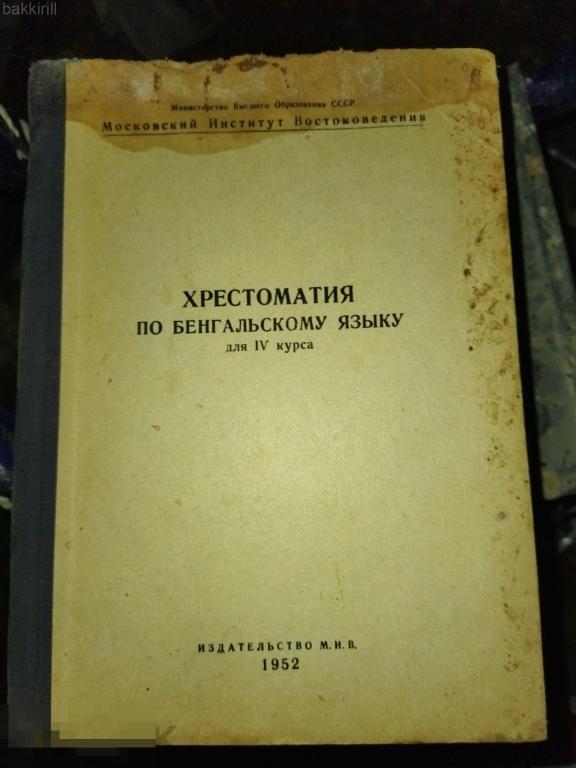 bakkirill
Министерство Высшего Образования СССР
Московский Институт Востоковедения
ХРЕСТОМАТИЯ
ПО БЕНГАЛЬСКОМУ ЯЗЫКУ
для IV курса
ИЗДАТЕЛЬСТВО М. И. В.
1952